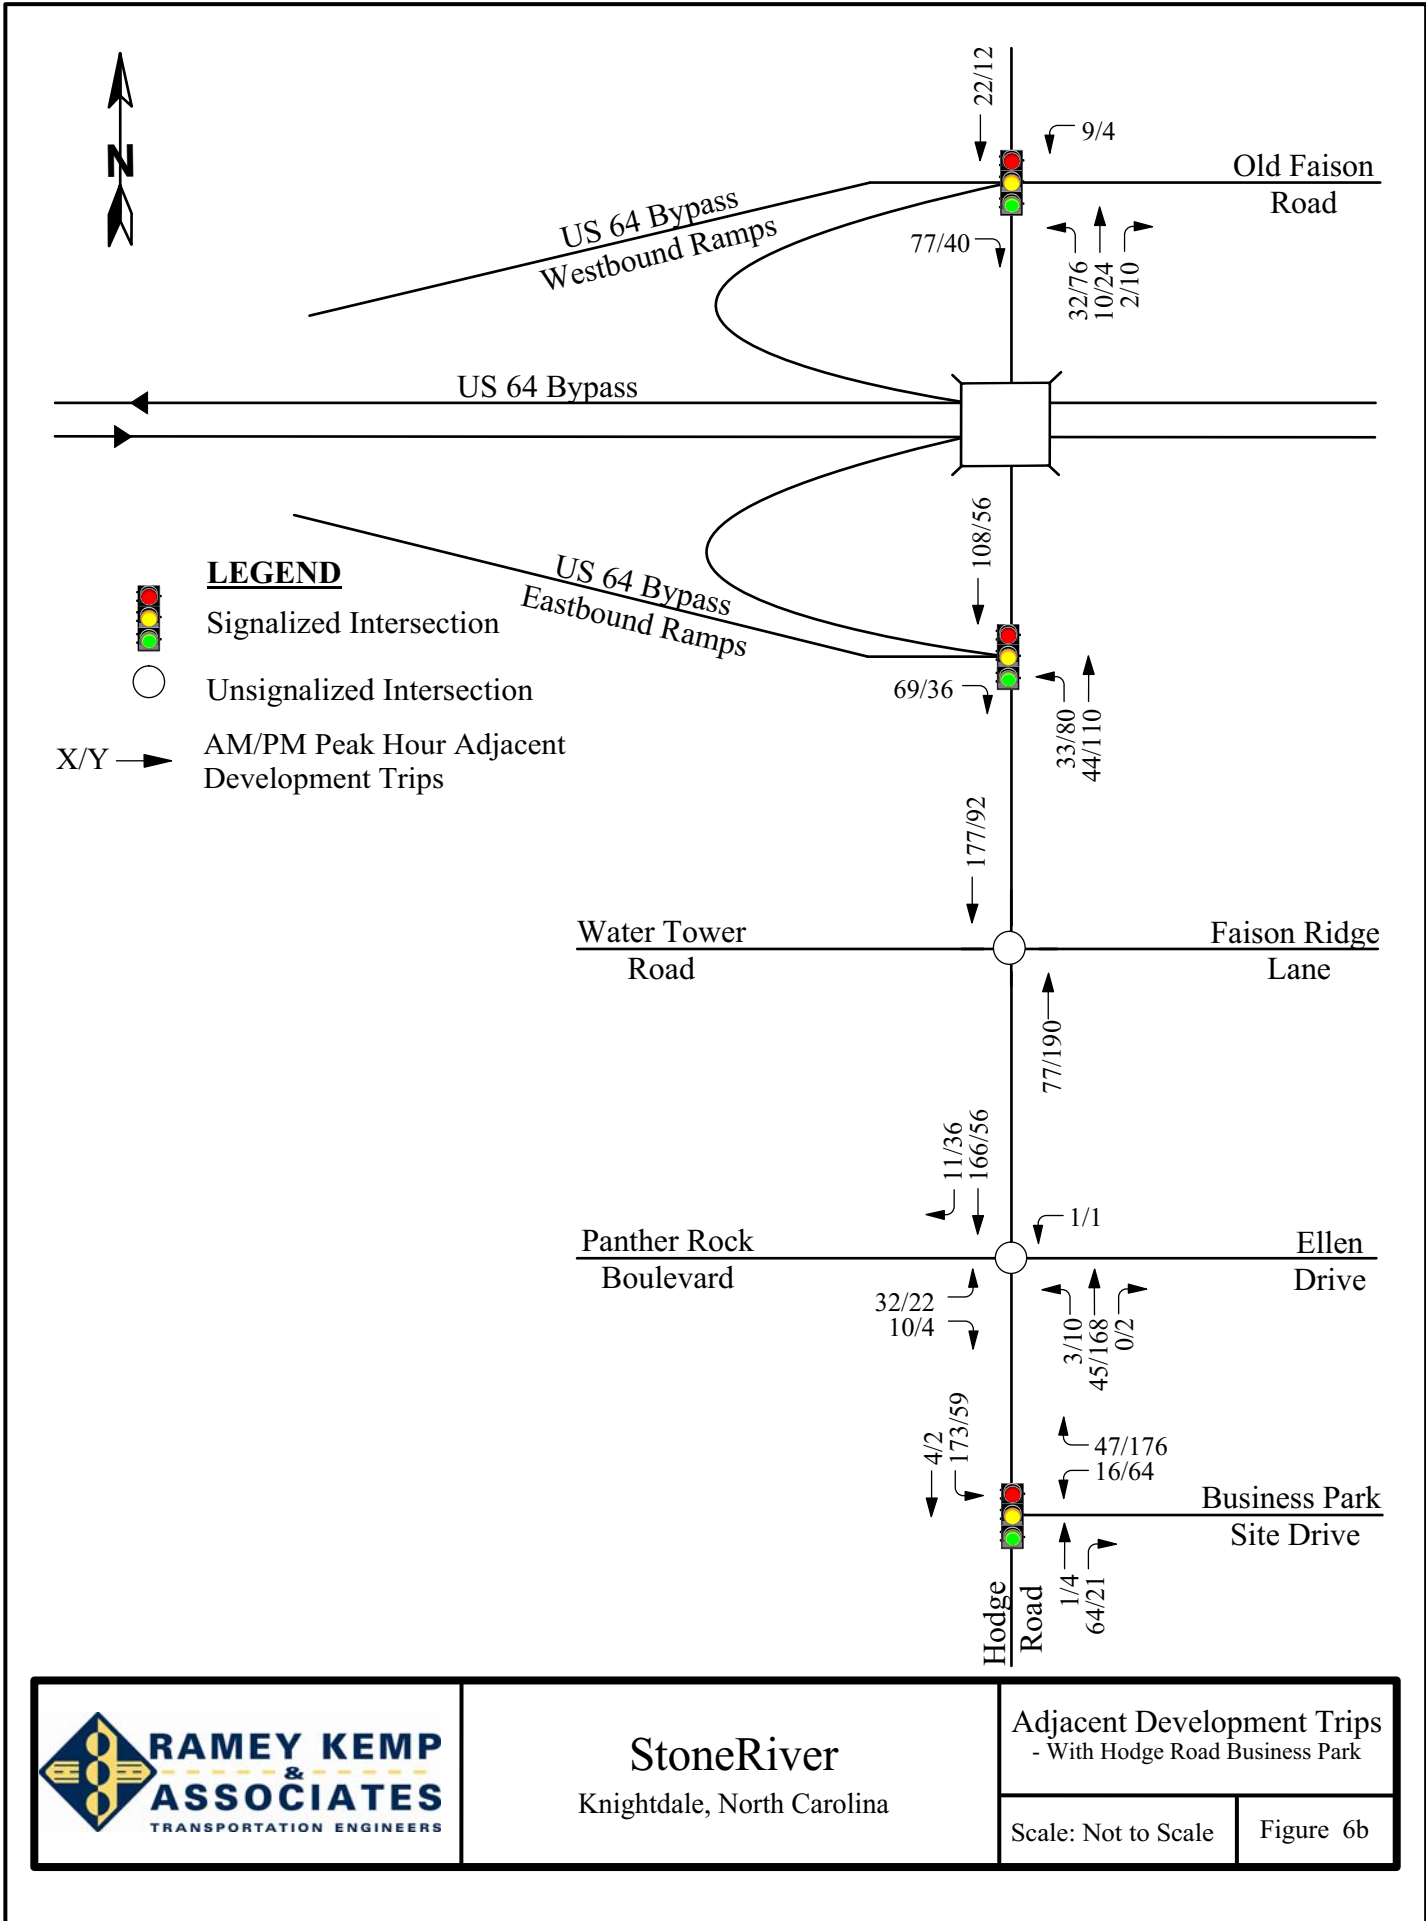 22/12
9/4
N
Old Faison
Road
US 64 Bypass
Westbound Ramps
77/40
32/76
10/24
2/10
US 64 Bypass
108/56
US 64 Bypass
Eastbound Ramps
LEGEND
Signalized Intersection
Unsignalized Intersection
X/Y
AM/PM Peak Hour Adjacent
Development Trips
69/36
33/80
44/110
177/92
Water Tower
Road
Faison Ridge
Lane
77/190
11/36
166/56
1/1
Panther Rock
Boulevard
Ellen
Drive
32/22
10/4
3/10
45/168
0/2
4/2
173/59
47/176
16/64
Business Park
Site Drive
1/4
64/21
Hodge
Road
RAMEY KEMP
&
ASSOCIATES
TRANSPORTATION ENGINEERS
StoneRiver
Knightdale, North Carolina
Adjacent Development Trips
- With Hodge Road Business Park
Scale: Not to Scale
Figure 6b